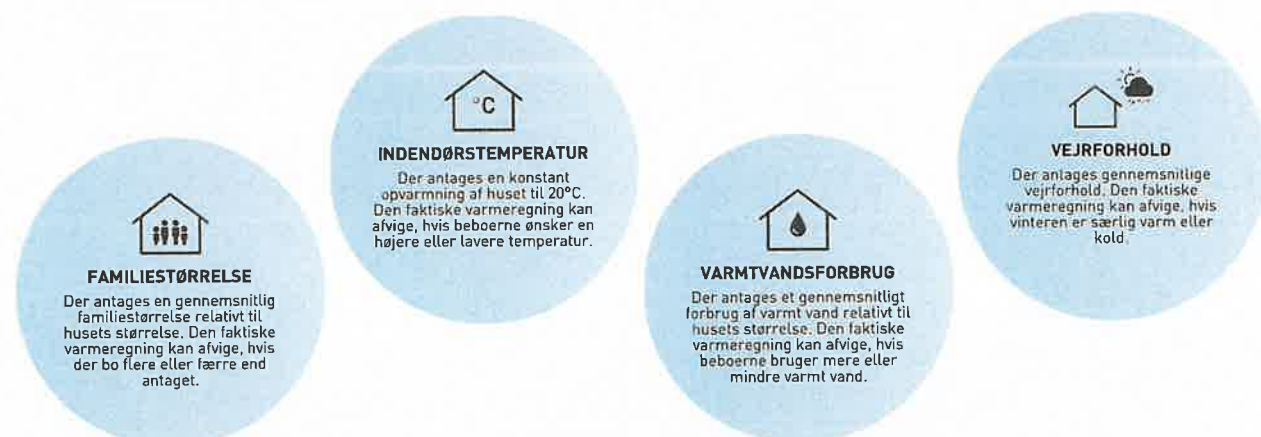 FAMILIESTØRRELSE
Der antages en gennemsnitlig
familiestørrelse relativt til
husets størrelse. Den faktiske
varmeregning kan afvige, hvis
der bo flere eller færre end
antaget.
°C
INDENDØRSTEMPERATUR
Der antages en konstant
opvarmning af huset til 20°C.
Den faktiske varmeregning kan
afvige, hvis beboerne ønsker en
højere eller lavere temperatur.
VARMTVANDSFORBRUG
Der antages et gennemsnitligt
forbrug af varmt vand relativt til
husets størrelse. Den faktiske
varmeregning kan afvige, hvis
beboerne bruger mere eller
mindre varmt vand.
VEJRFORHOLD
Der antages gennemsnitlige
vejrforhold. Den faktiske
varmeregning kan afvige, hvis
vinteren er særlig varm eller
kold.